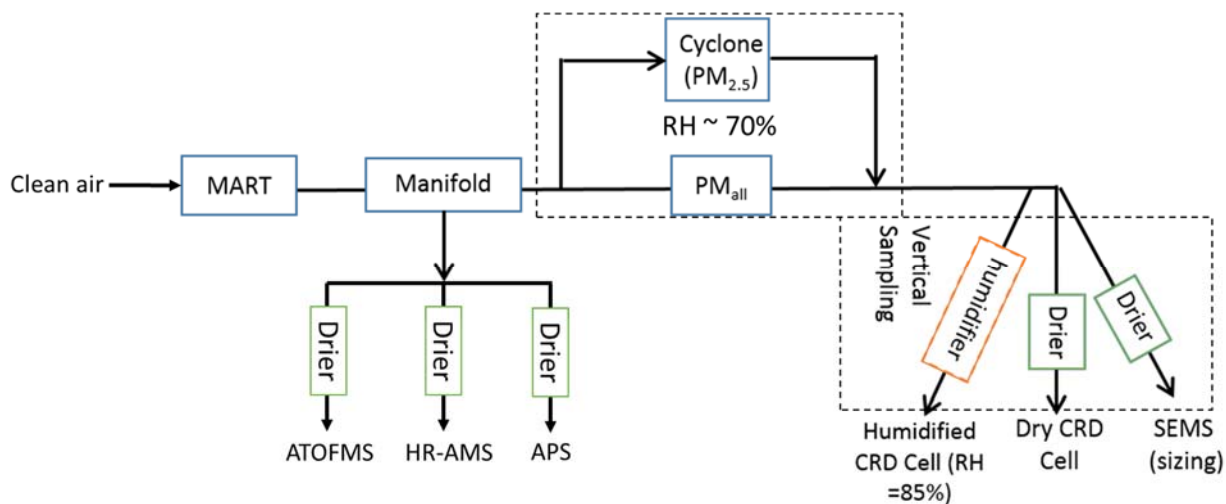 Cyclone
(PM2.5)
RH ~ 70%
Clean air
MART
Manifold
PMall
Vertical
Sampling
humidifier
Drier
Drier
Drier
Drier
Drier
ATOFMS
HR-AMS
APS
Humidified
CRD Cell (RH
=85%)
Dry CRD
Cell
SEMS
(sizing)